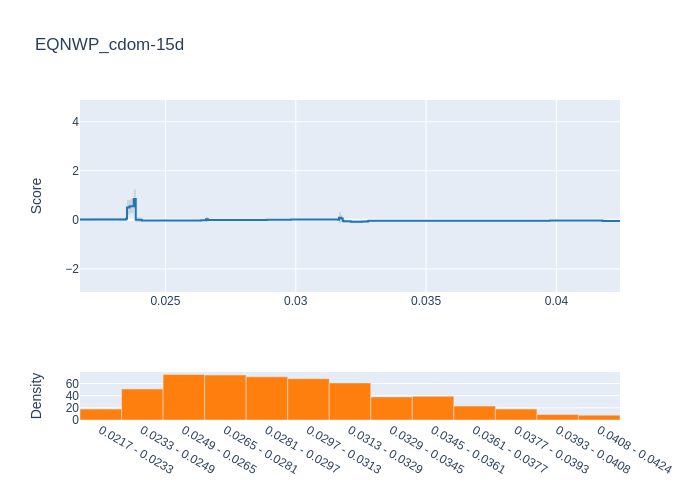 EQNWP_cdom-15d
Score
4
2
0
−2
0.025 0.03 0.035 0.04
Density
60
40
20
0
0.0217 - 0.0233
0.0233 - 0.0249
0.0249 - 0.0265
0.0265 - 0.0281
0.0281 - 0.0297
0.0297 - 0.0313
0.0313 - 0.0329
0.0329 - 0.0345
0.0345 - 0.0361
0.0361 - 0.0377
0.0377 - 0.0393
0.0393 - 0.0408
0.0408 - 0.0424